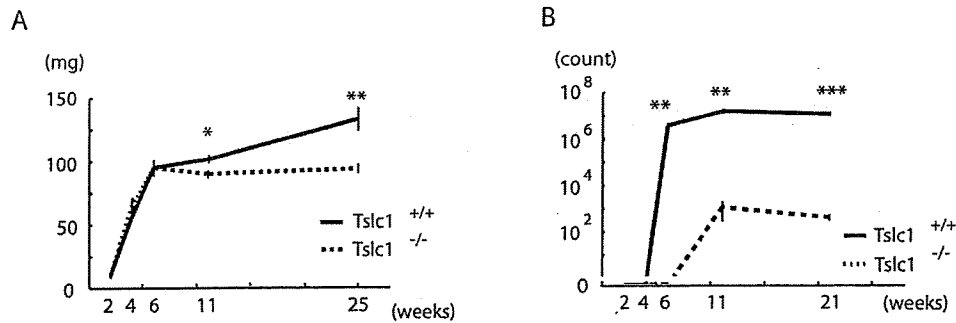 A
(mg)
150
100
50
0
*
**
Tslc1 +/+
Tslc1 -/-
2 4 6 11 25 (weeks)
B
(count)
10^8
10^6
10^4
10^2
0
** ** ***
Tslc1 +/+
Tslc1 -/-
2 4 6 11 21 (weeks)